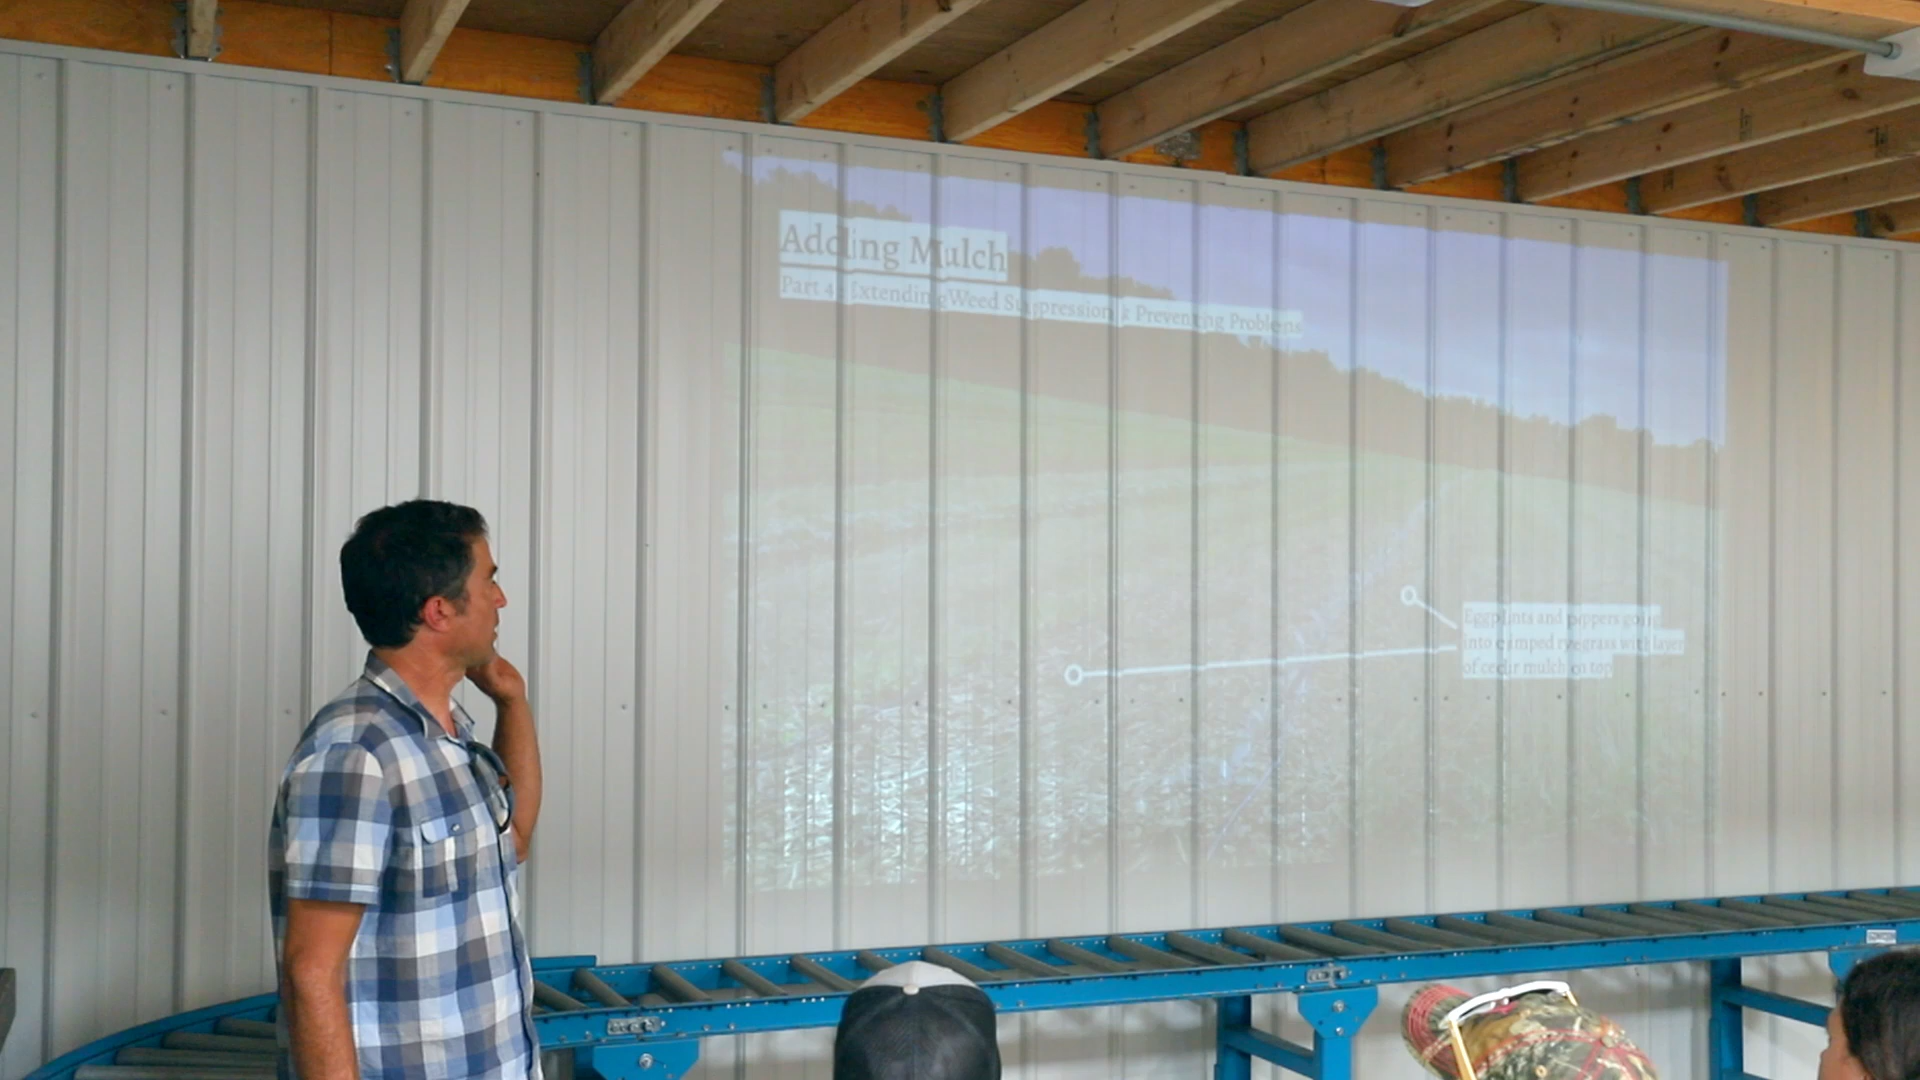 Adding Mulch
Part 4: Extending Weed Suppression & Preventing Problems
Eggplants and peppers going
into crimped ryegrass with layer
of cedar mulch on top